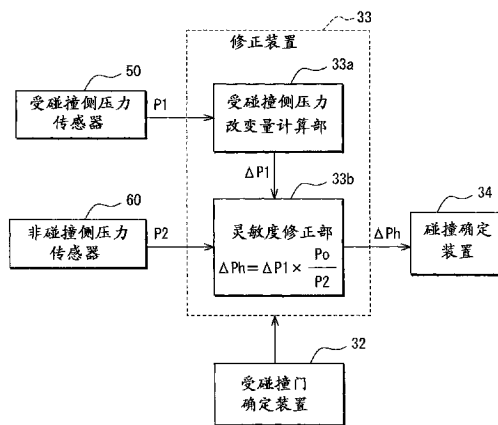 33
修正装置
50
受碰撞侧压力
传感器
P1
33a
受碰撞侧压力
改变量计算部
ΔP1
33b
60
非碰撞侧压力
传感器
P2
灵敏度修正部
ΔPh=ΔP1×Po/P2
ΔPh
34
碰撞确定
装置
32
受碰撞门
确定装置